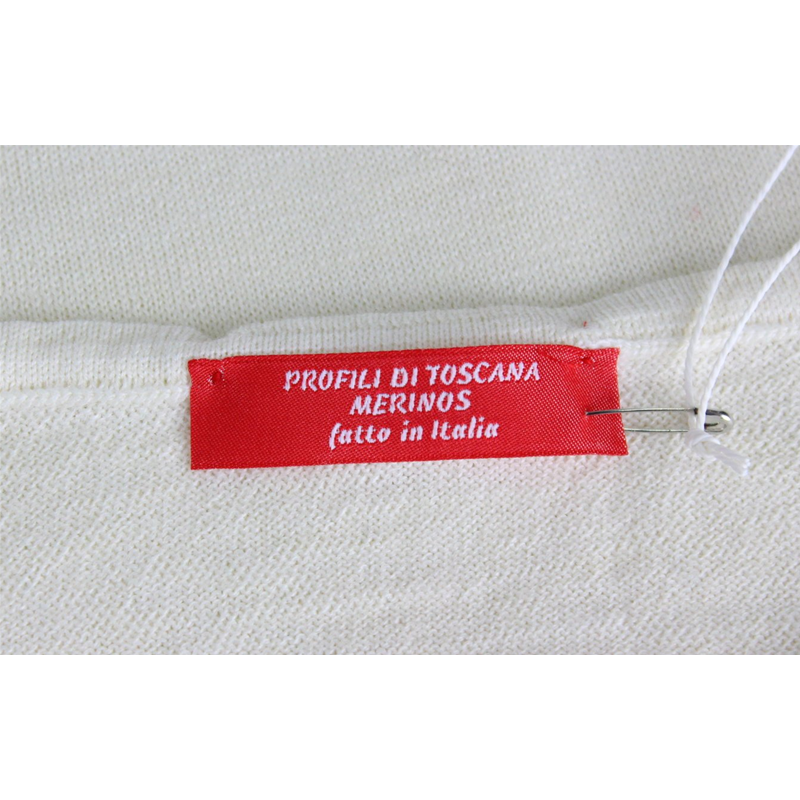 PROFILI DI TOSCANA
MERINOS
fatto in Italia